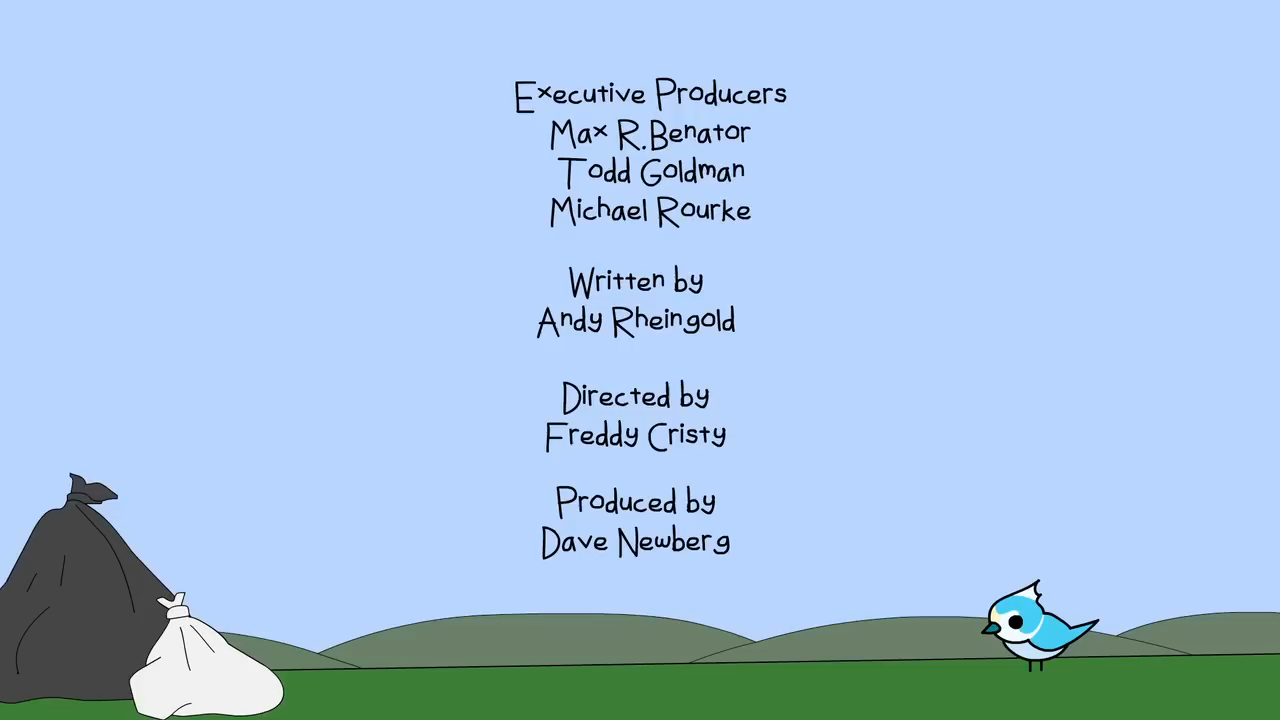 Executive Producers
Max R.Benator
Todd Goldman
Michael Rourke
Written by
Andy Rheingold
Directed by
Freddy Cristy
Produced by
Dave Newberg